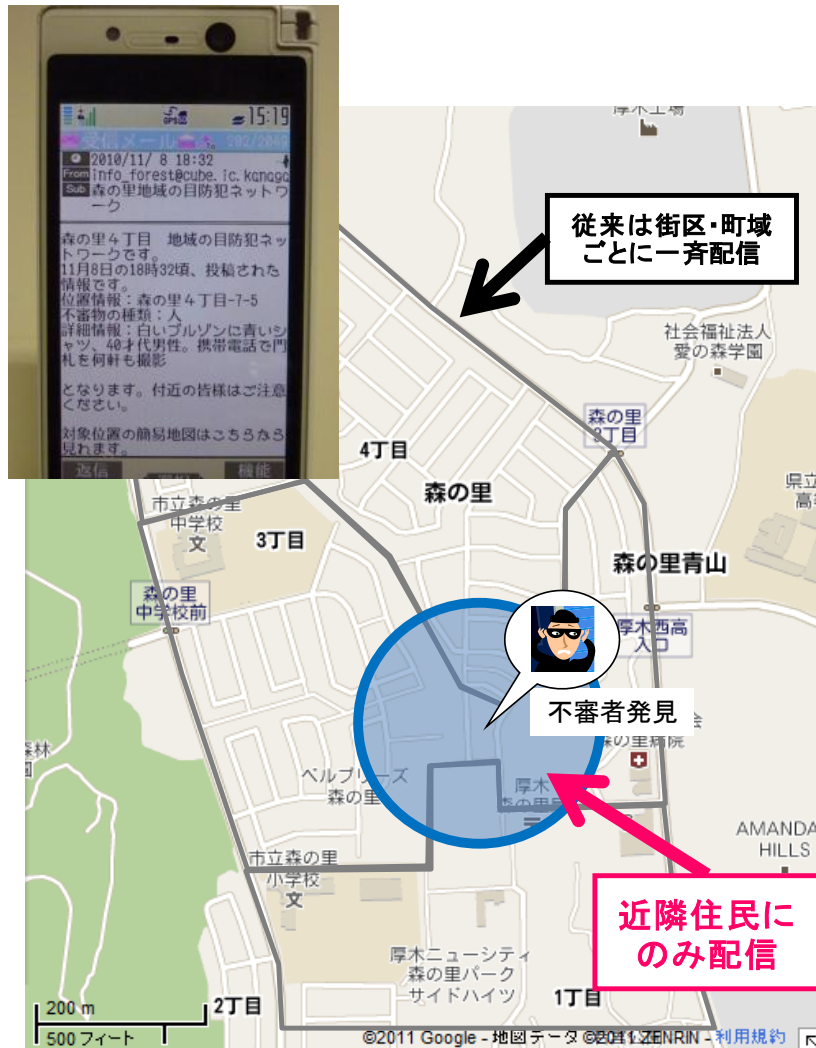 15:19
受信メール
202/2049
2010/11/ 8 18:32
From info_forest@cube.ic.kanaga
Sub 森の里地域の目防犯ネットワ
ーク
森の里4丁目 地域の目防犯ネッ
トワークです。
11月8日の18時32頃、投稿された
情報です。
位置情報：森の里4丁目-7-5
不審物の種類：人
詳細情報：白いブルゾンに青いシ
ャツ、40才代男性。携帯電話で門
札を何軒も撮影
となります。付近の皆様はご注意
ください。
対象位置の簡易地図はこちらから
見れます。
返信
機能
厚木工場
従来は街区・町域
ごとに一斉配信
社会福祉法人
愛の森学園
森の里
3丁目
4丁目
森の里
県立
市立森の里
中学校
文
3丁目
森の里青山
森の里
中学校前
厚木西高
入口
不審者発見
森の里病院
ベルブリーズ
森の里
厚木
AMANDA
HILLS
市立森の里
小学校
文
近隣住民に
のみ配信
厚木ニューシティ
森の里パーク
サイドハイツ
200 m
500 フィート
2丁目
1丁目
©2011 Google - 地図データ ©2011 ZENRIN - 利用規約